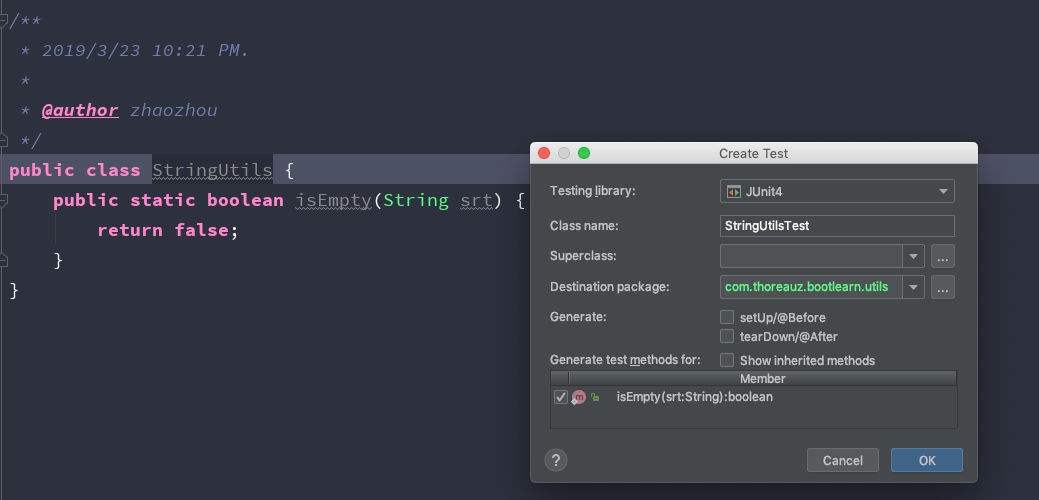 /**
* 2019/3/23 10:21 PM.
*
* @author zhaozhou
*/
public class StringUtils {
public static boolean isEmpty(String srt) {
return false;
}
}
Create Test
Testing library: JUnit4
Class name: StringUtilsTest
Superclass: ...
Destination package: com.thoreauz.bootlearn.utils ...
Generate: setUp/@Before
tearDown/@After
Generate test methods for: Show inherited methods
Member
m isEmpty(srt:String):boolean
? Cancel OK